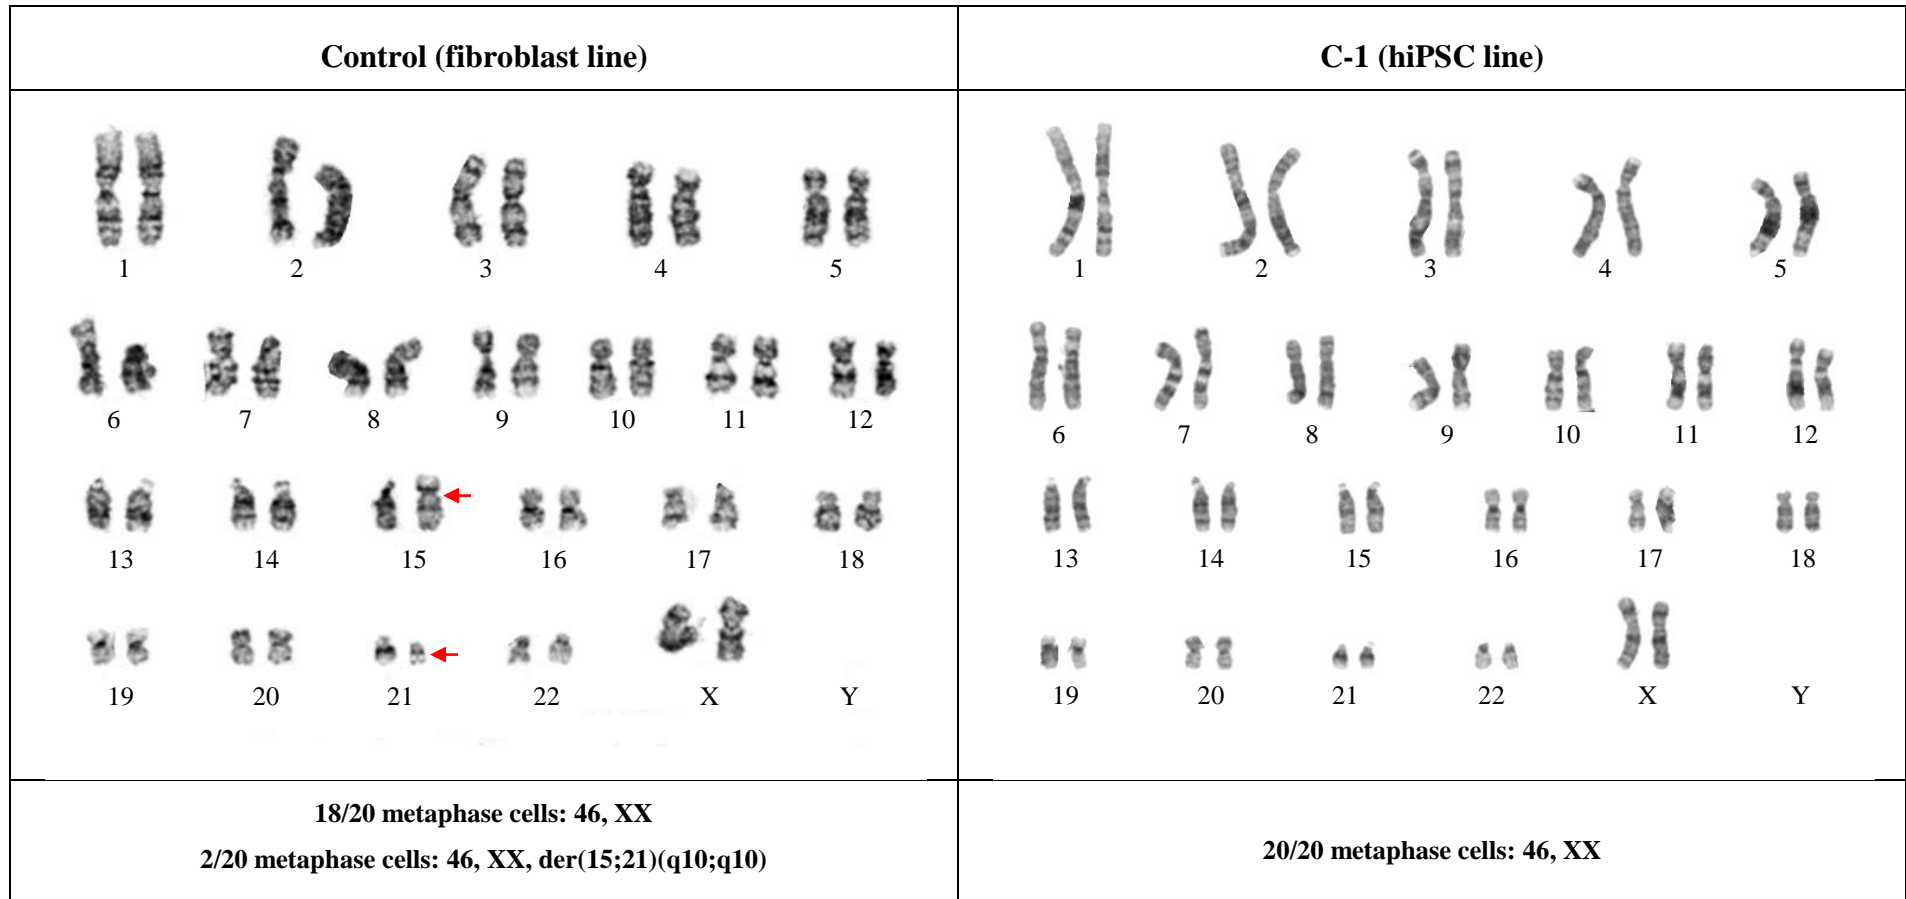 Control (fibroblast line)
C-1 (hiPSC line)
1 2 3 4 5
6 7 8 9 10 11 12
13 14 15 16 17 18
19 20 21 22 X Y
1 2 3 4 5
6 7 8 9 10 11 12
13 14 15 16 17 18
19 20 21 22 X Y
18/20 metaphase cells: 46, XX
2/20 metaphase cells: 46, XX, der(15;21)(q10;q10)
20/20 metaphase cells: 46, XX